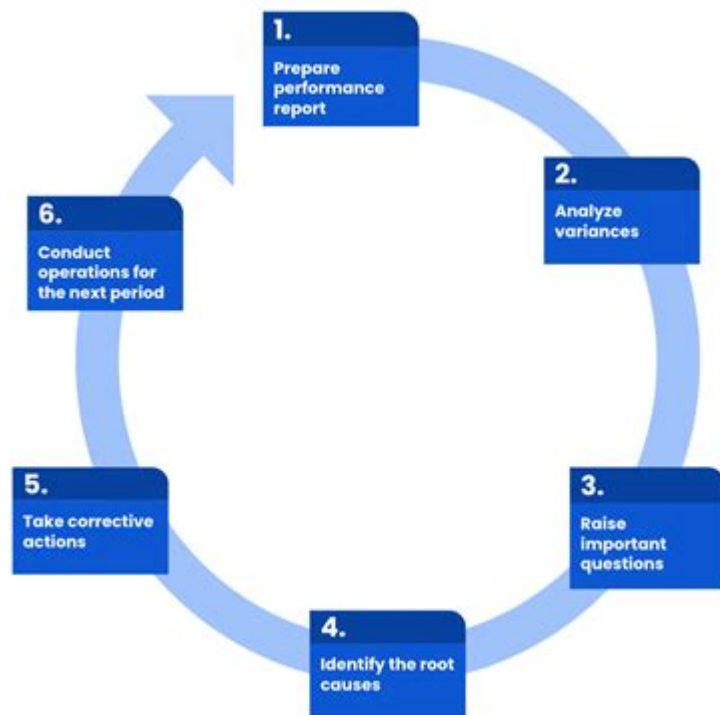 1.
Prepare
performance
report
2.
Analyze
variances
3.
Raise
important
questions
4.
Identify the root
causes
5.
Take corrective
actions
6.
Conduct
operations for
the next period